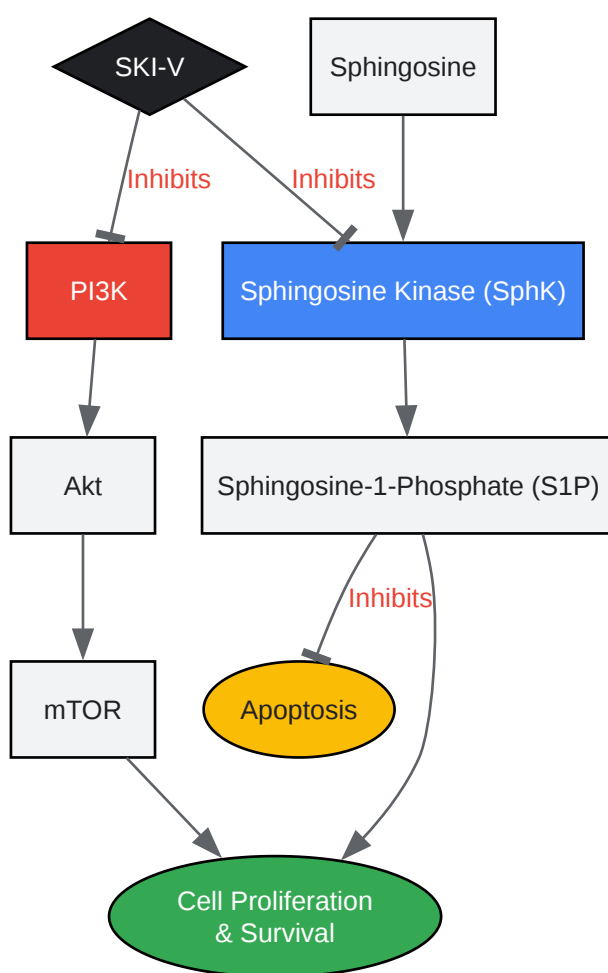 SKI-V
Sphingosine
Inhibits
Inhibits
PI3K
Sphingosine Kinase (SphK)
Akt
Sphingosine-1-Phosphate (S1P)
Inhibits
mTOR
Apoptosis
Cell Proliferation
& Survival